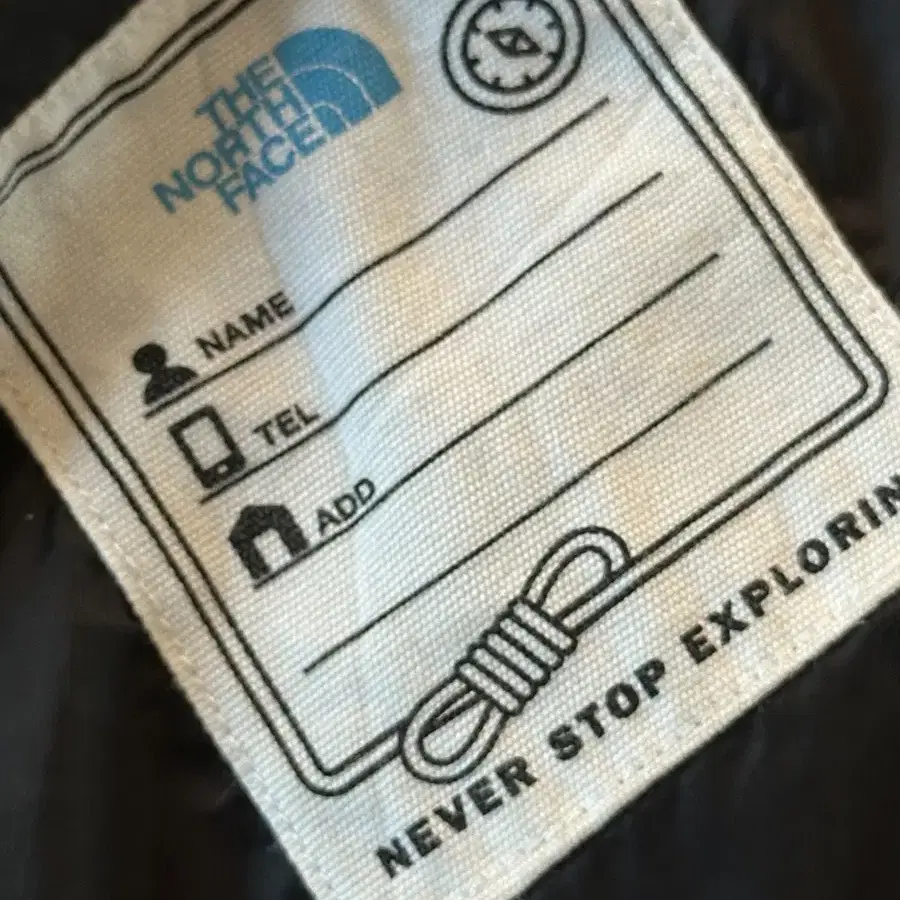 THE
NORTH
FACE
NAME
TEL
ADD
NEVER STOP EXPLORIN